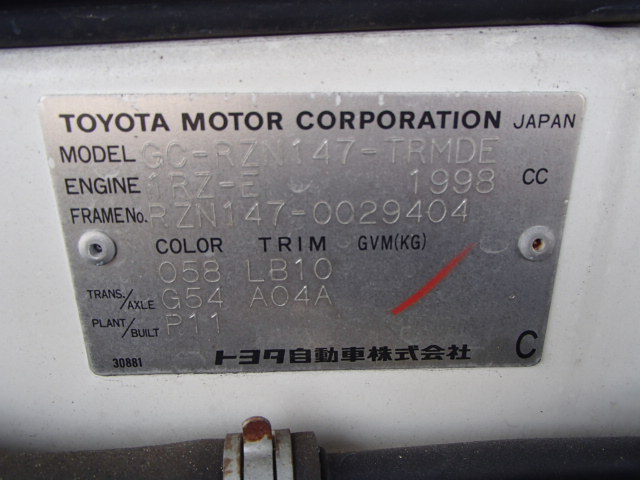 TOYOTA MOTOR CORPORATION JAPAN
MODEL GC-RZN147-TRMDE
ENGINE 1RZ-E 1998 CC
FRAME No. RZN147-0029404
COLOR TRIM GVM(KG)
058 LB10
TRANS./AXLE G54 A04A
PLANT/BUILT P11
30881 トヨタ自動車株式会社 C